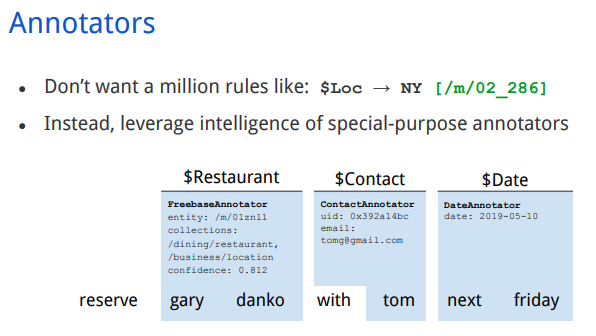 Annotators
• Don't want a million rules like: $Loc → NY [/m/02_286]
• Instead, leverage intelligence of special-purpose annotators
$Restaurant $Contact $Date
FreebaseAnnotator
entity: /m/01znll
collections:
/dining/restaurant,
/business/location
confidence: 0.812
ContactAnnotator
uid: 0x392a14bc
email:
tomg@gmail.com
DateAnnotator
date: 2019-05-10
reserve gary danko with tom next friday